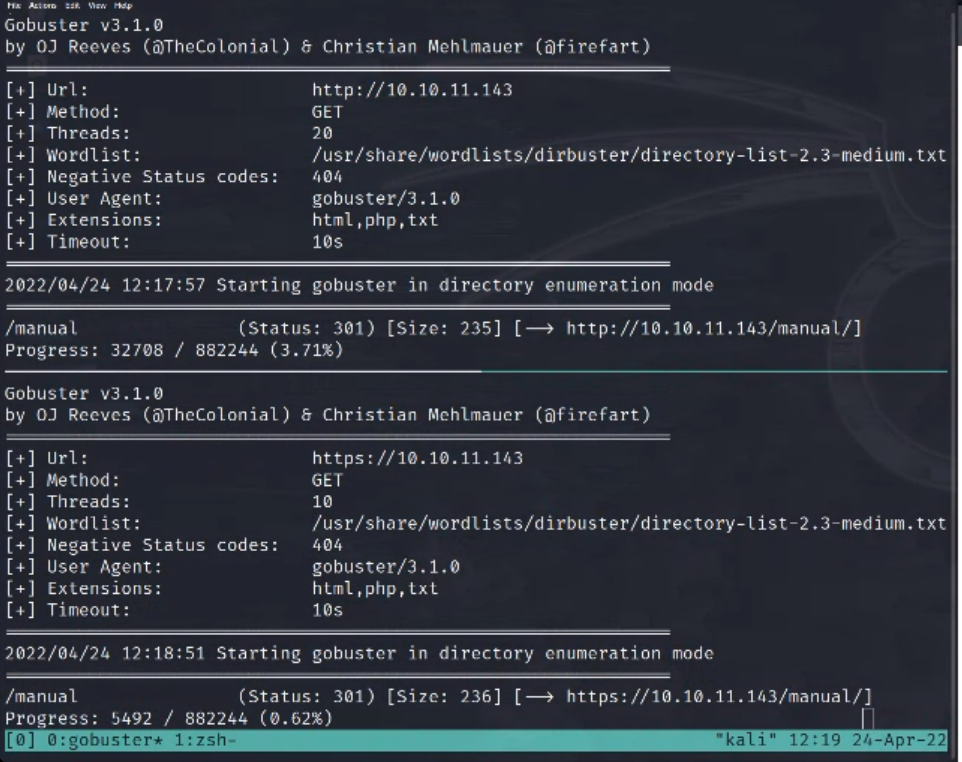 File Actions Edit View Help
Gobuster v3.1.0
by OJ Reeves (@TheColonial) & Christian Mehlmauer (@firefart)
[+] Url: http://10.10.11.143
[+] Method: GET
[+] Threads: 20
[+] Wordlist: /usr/share/wordlists/dirbuster/directory-list-2.3-medium.txt
[+] Negative Status codes: 404
[+] User Agent: gobuster/3.1.0
[+] Extensions: html,php,txt
[+] Timeout: 10s
2022/04/24 12:17:57 Starting gobuster in directory enumeration mode
/manual (Status: 301) [Size: 235] [--> http://10.10.11.143/manual/]
Progress: 32708 / 882244 (3.71%)
Gobuster v3.1.0
by OJ Reeves (@TheColonial) & Christian Mehlmauer (@firefart)
[+] Url: https://10.10.11.143
[+] Method: GET
[+] Threads: 10
[+] Wordlist: /usr/share/wordlists/dirbuster/directory-list-2.3-medium.txt
[+] Negative Status codes: 404
[+] User Agent: gobuster/3.1.0
[+] Extensions: html,php,txt
[+] Timeout: 10s
2022/04/24 12:18:51 Starting gobuster in directory enumeration mode
/manual (Status: 301) [Size: 236] [--> https://10.10.11.143/manual/]
Progress: 5492 / 882244 (0.62%)
[0] 0:gobuster* 1:zsh- "kali" 12:19 24-Apr-22